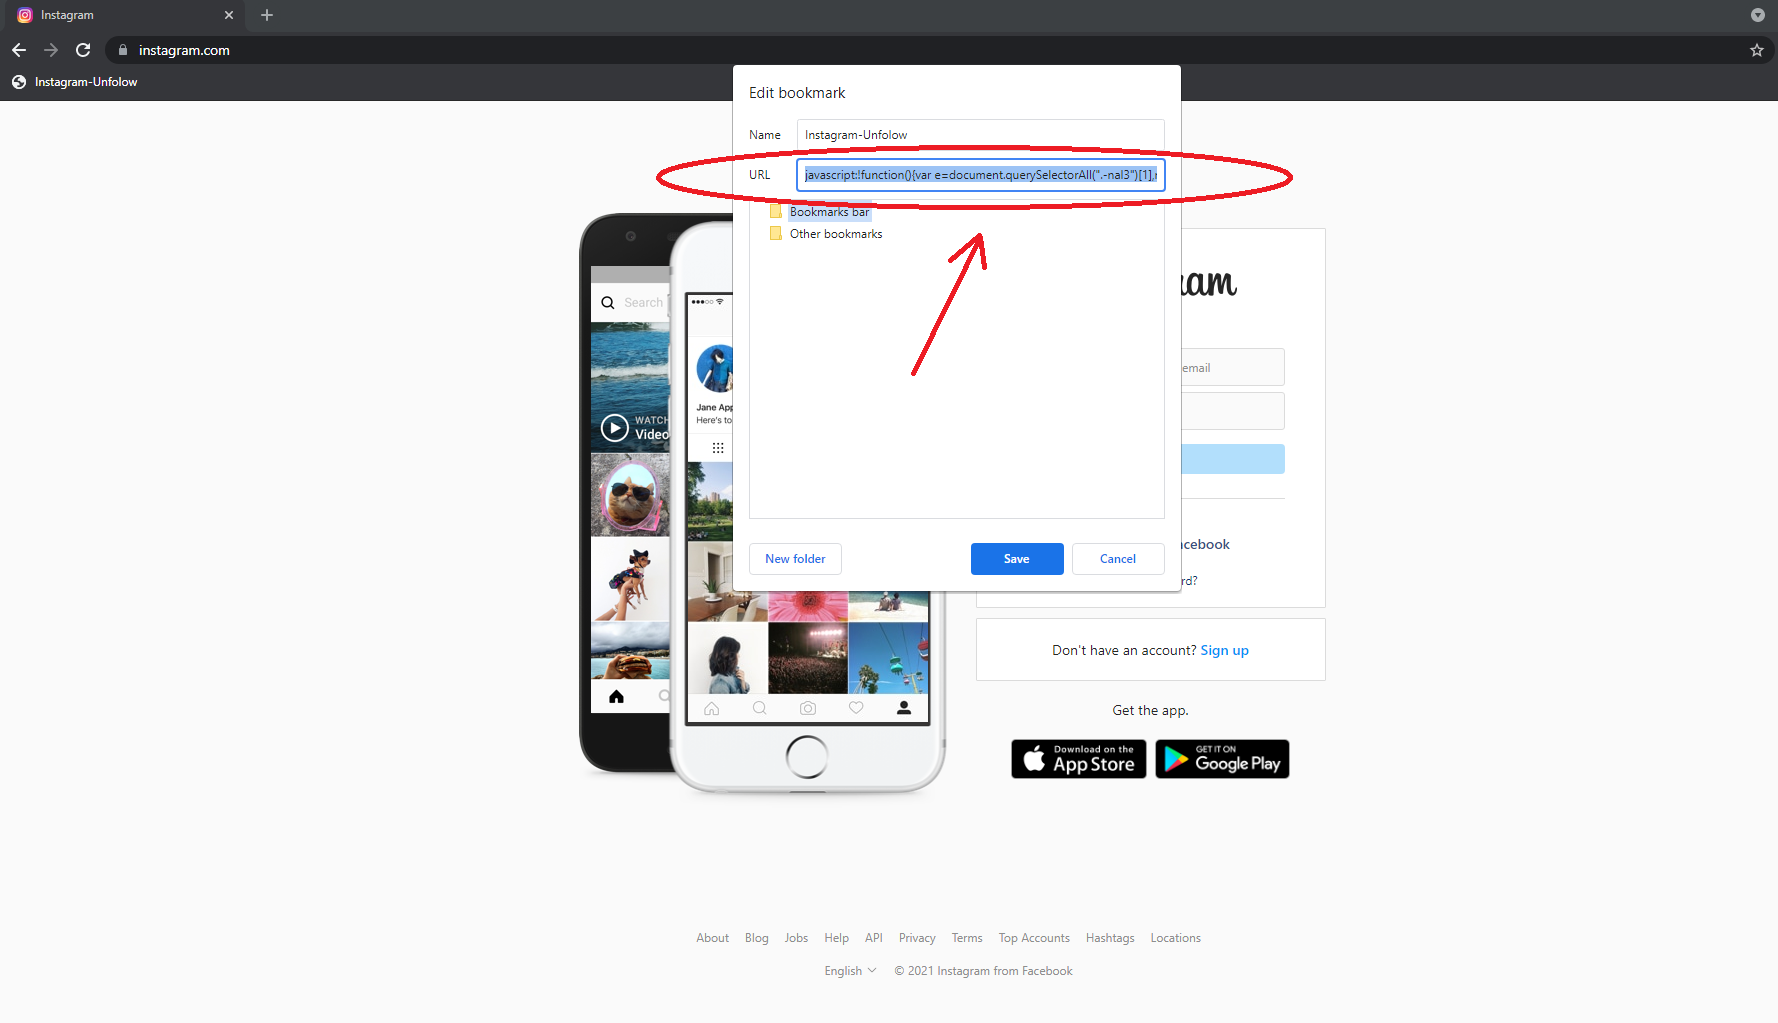 Instagram
instagram.com
Instagram-Unfolow
Edit bookmark
Name
Instagram-Unfolow
URL
javascript:!function(){var e=document.querySelectorAll(".-nal3")[1],
Bookmarks bar
Other bookmarks
New folder
Save
Cancel
Search
WATCH
Video
Jane App
Here's to
am
email
cebook
rd?
Don't have an account? Sign up
Get the app.
Download on the
App Store
GET IT ON
Google Play
About Blog Jobs Help API Privacy Terms Top Accounts Hashtags Locations
English © 2021 Instagram from Facebook